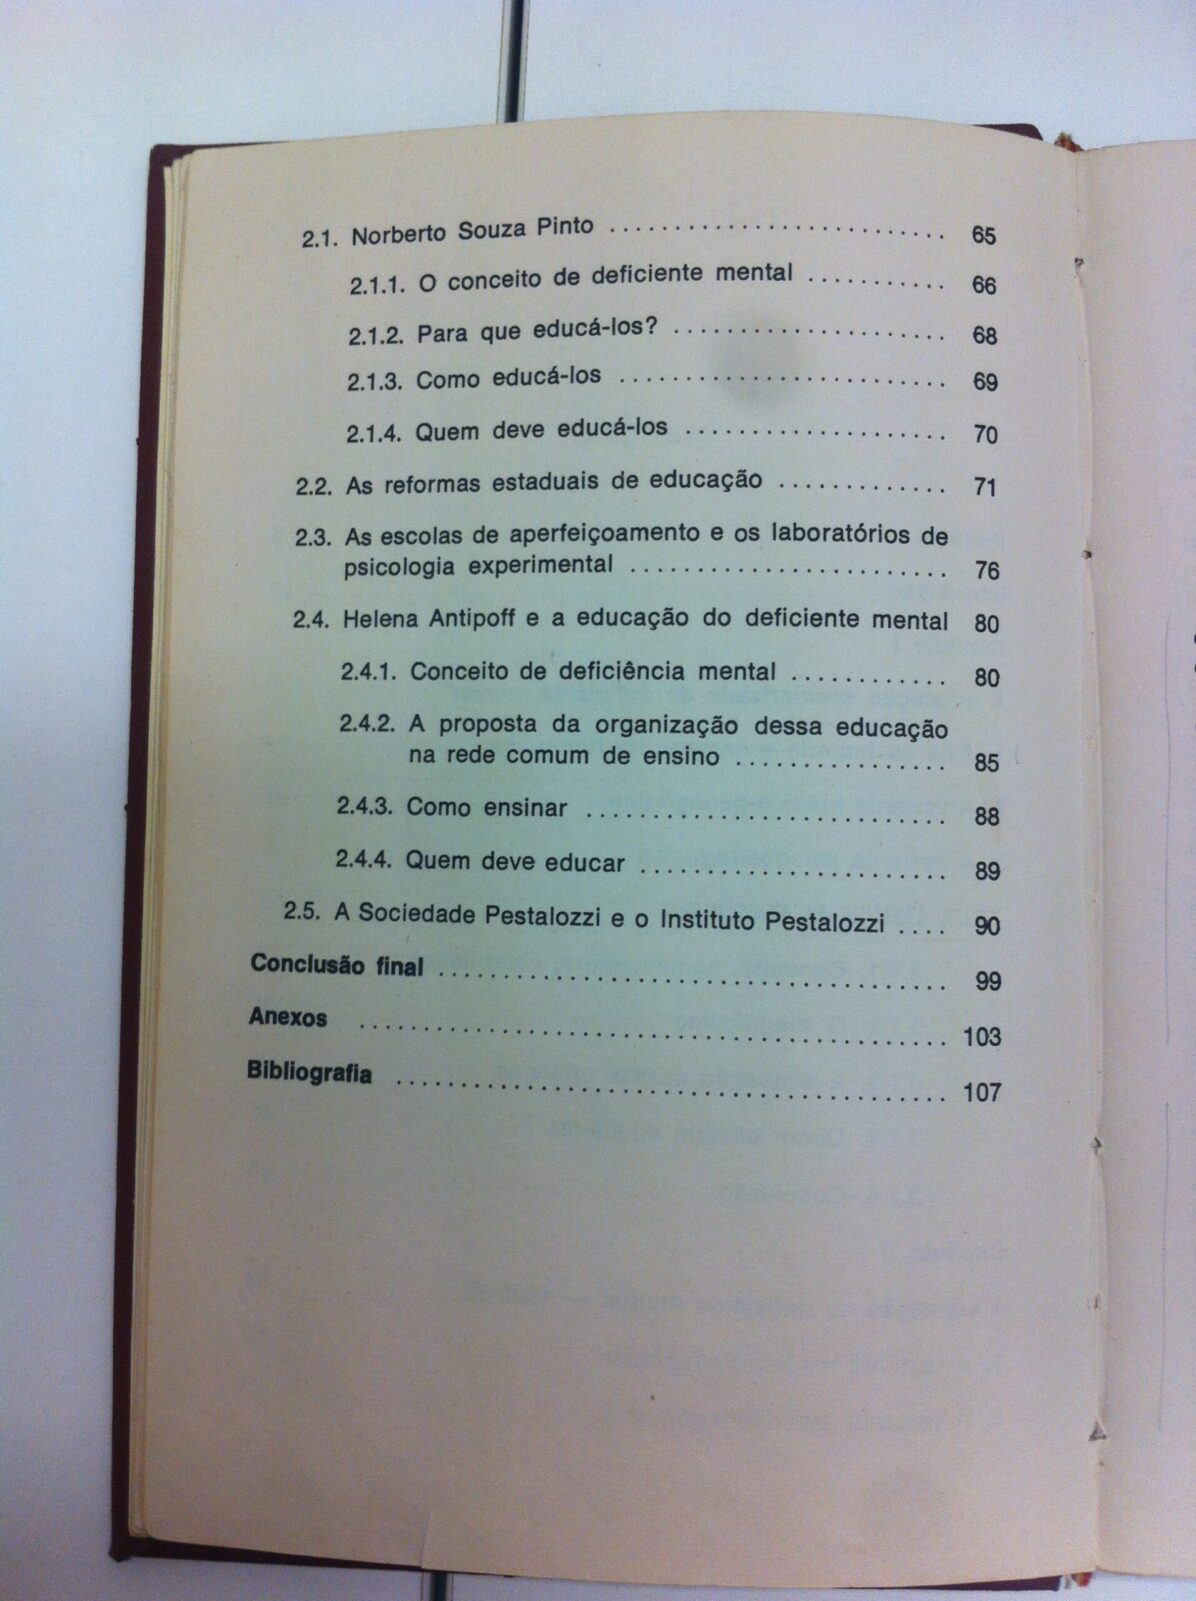 2.1. Norberto Souza Pinto .......................... 65
2.1.1. O conceito de deficiente mental ........... 66
2.1.2. Para que educá-los? ..................... 68
2.1.3. Como educá-los ......................... 69
2.1.4. Quem deve educá-los .................... 70
2.2. As reformas estaduais de educação ............. 71
2.3. As escolas de aperfeiçoamento e os laboratórios de
psicologia experimental ........................ 76
2.4. Helena Antipoff e a educação do deficiente mental 80
2.4.1. Conceito de deficiência mental ............ 80
2.4.2. A proposta da organização dessa educação
na rede comum de ensino ................ 85
2.4.3. Como ensinar ........................... 88
2.4.4. Quem deve educar ....................... 89
2.5. A Sociedade Pestalozzi e o Instituto Pestalozzi .... 90
Conclusão final ....................................... 99
Anexos ............................................. 103
Bibliografia .......................................... 107